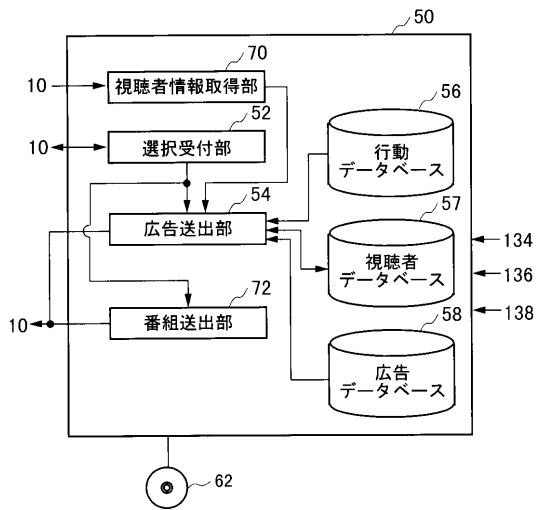 50
70
10
視聴者情報取得部
52
10
選択受付部
54
広告送出部
72
10
番組送出部
56
行動
データベース
57
視聴者
データベース
58
広告
データベース
134
136
138
62